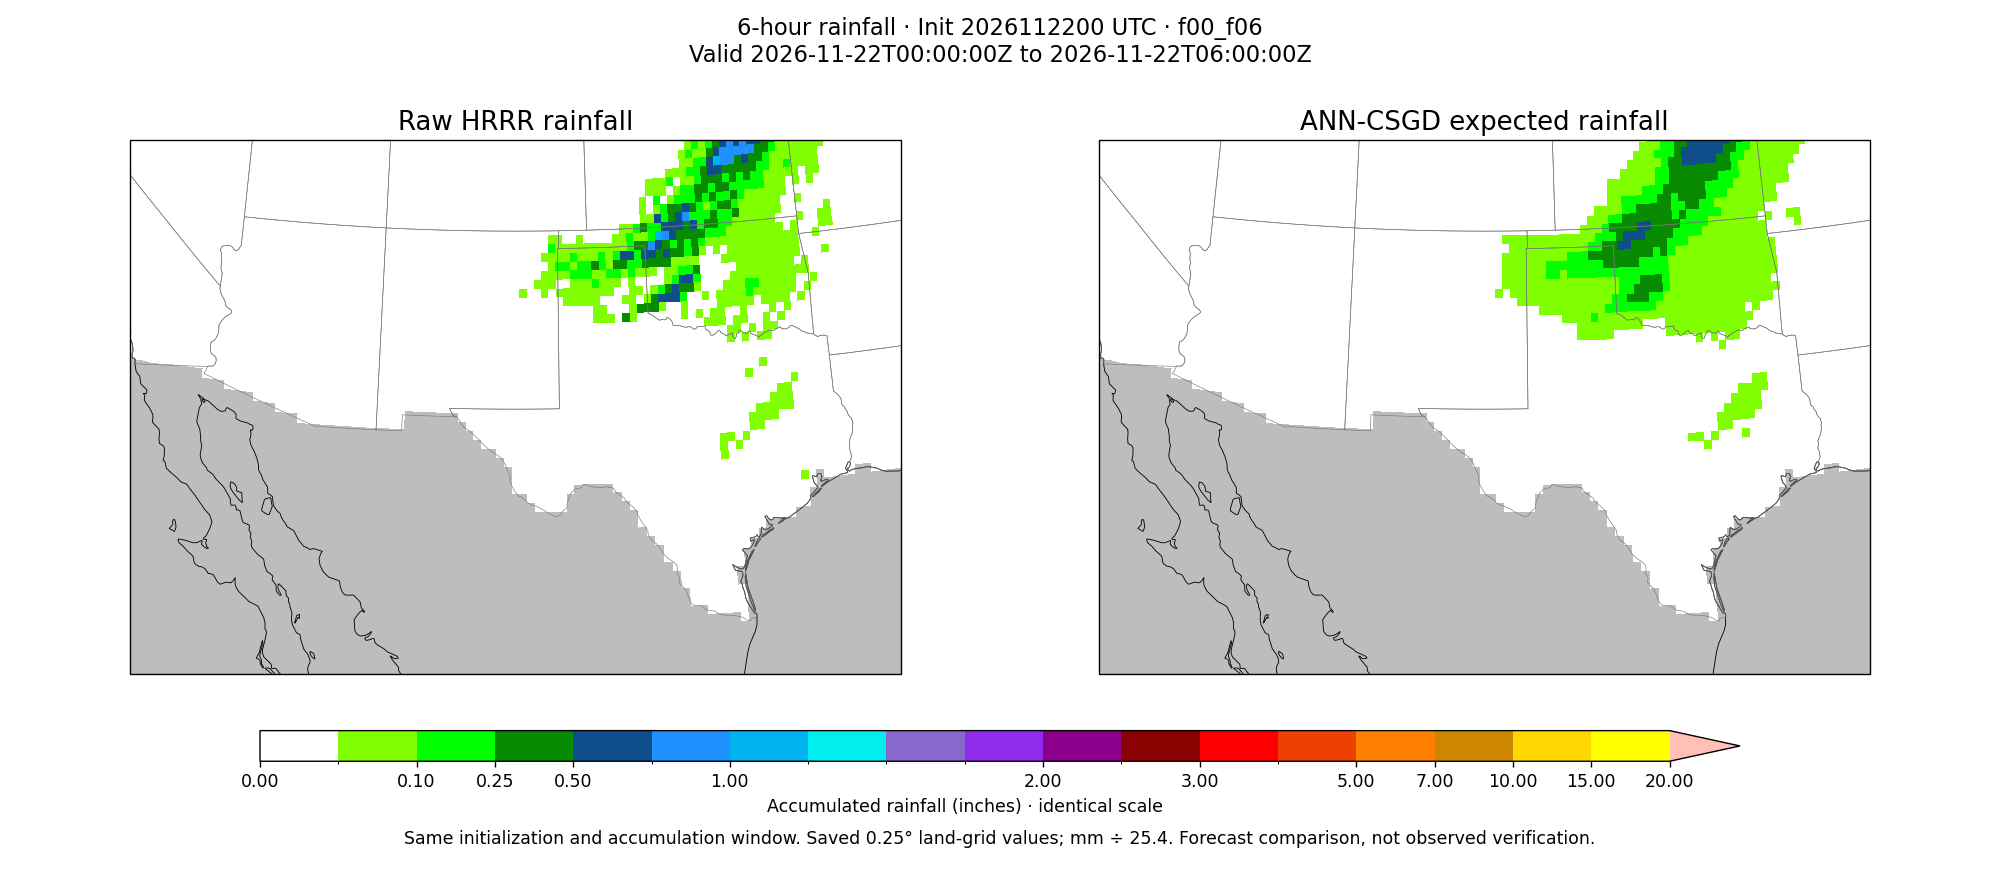 6-hour rainfall · Init 2026112200 UTC · f00_f06
Valid 2026-11-22T00:00:00Z to 2026-11-22T06:00:00Z
Raw HRRR rainfall
ANN-CSGD expected rainfall
0.00 0.10 0.25 0.50 1.00 2.00 3.00 5.00 7.00 10.00 15.00 20.00
Accumulated rainfall (inches) · identical scale
Same initialization and accumulation window. Saved 0.25° land-grid values; mm ÷ 25.4. Forecast comparison, not observed verification.